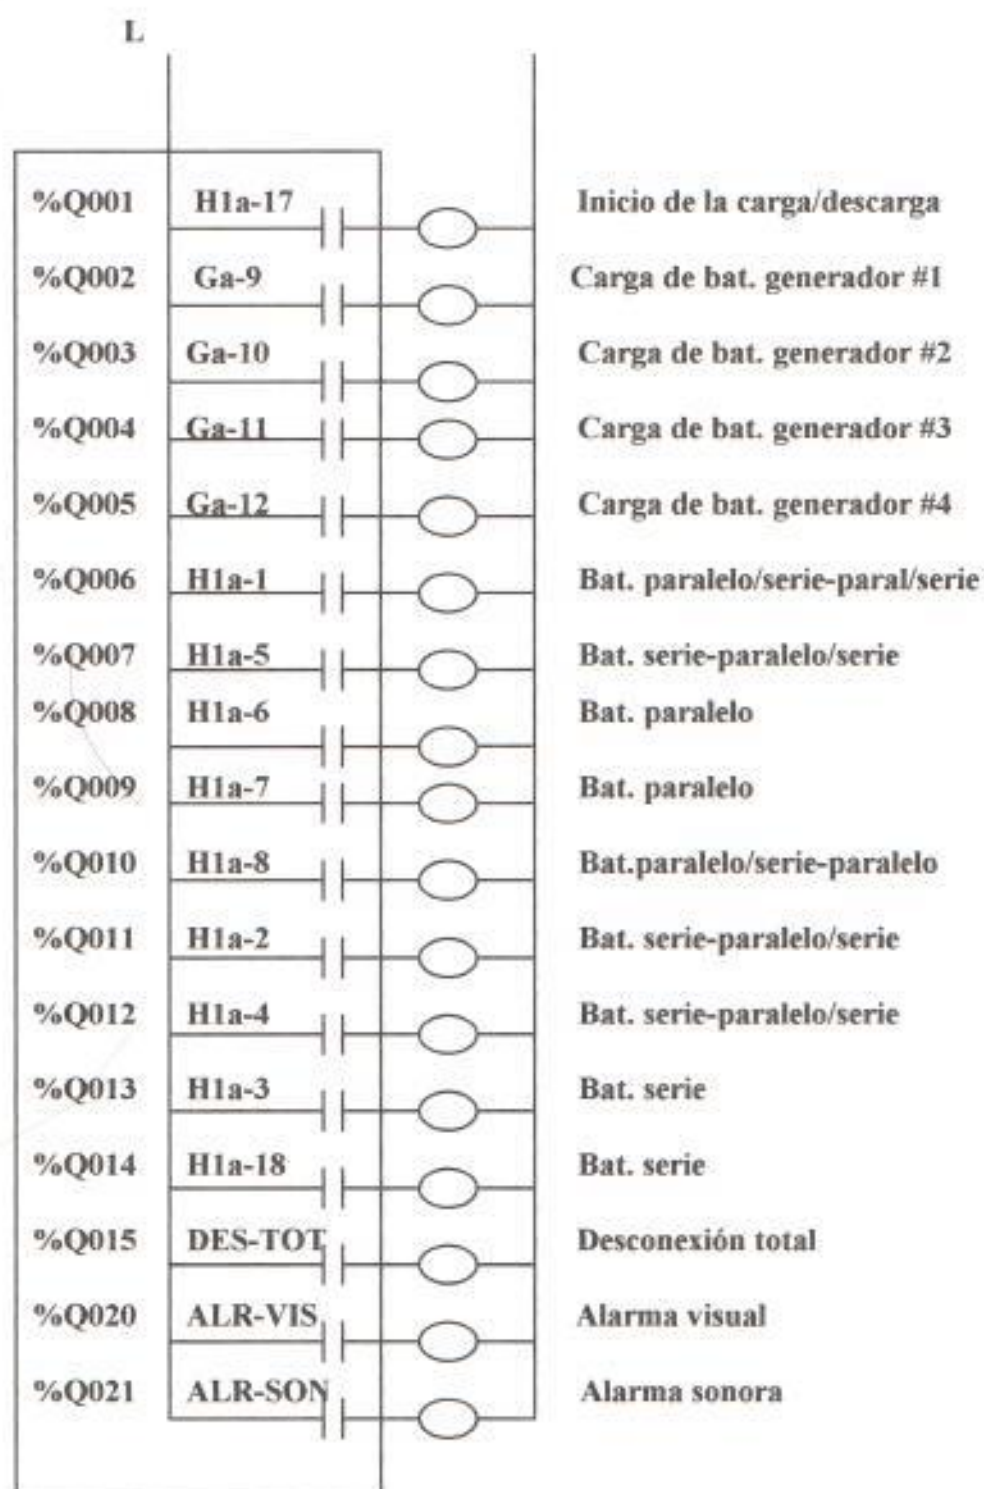 L
%Q001 H1a-17 Inicio de la carga/descarga
%Q002 Ga-9 Carga de bat. generador #1
%Q003 Ga-10 Carga de bat. generador #2
%Q004 Ga-11 Carga de bat. generador #3
%Q005 Ga-12 Carga de bat. generador #4
%Q006 H1a-1 Bat. paralelo/serie-paral/serie
%Q007 H1a-5 Bat. serie-paralelo/serie
%Q008 H1a-6 Bat. paralelo
%Q009 H1a-7 Bat. paralelo
%Q010 H1a-8 Bat.paralelo/serie-paralelo
%Q011 H1a-2 Bat. serie-paralelo/serie
%Q012 H1a-4 Bat. serie-paralelo/serie
%Q013 H1a-3 Bat. serie
%Q014 H1a-18 Bat. serie
%Q015 DES-TOT Desconexión total
%Q020 ALR-VIS Alarma visual
%Q021 ALR-SON Alarma sonora